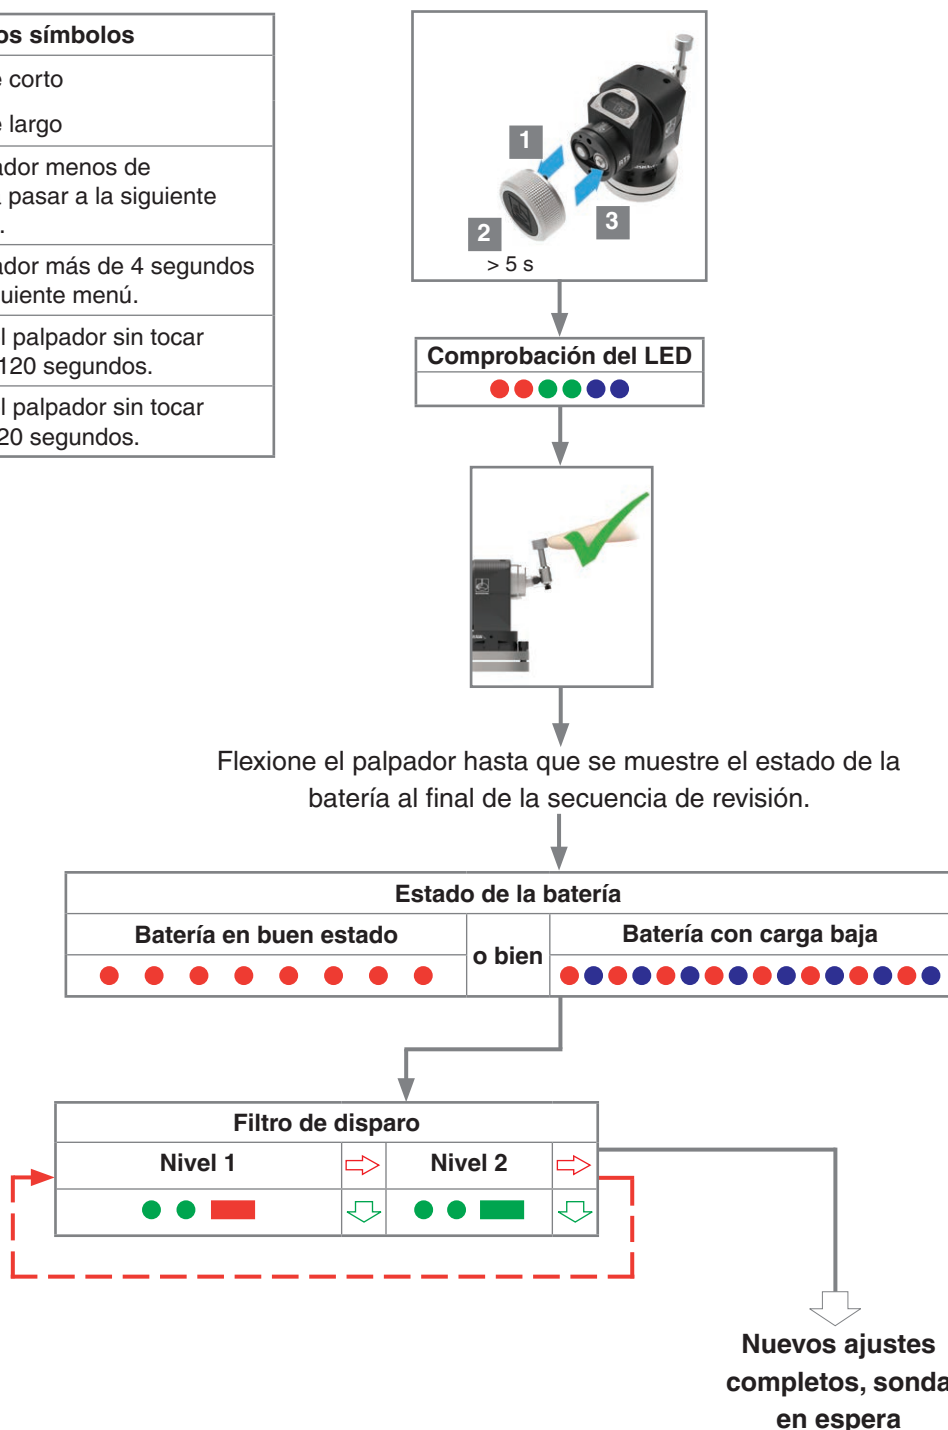 os símbolos
corto
largo
ador menos de
pasar a la siguiente
.
ador más de 4 segundos
uiente menú.
l palpador sin tocar
120 segundos.
l palpador sin tocar
20 segundos.
1
2
3
> 5 s
Comprobación del LED
Flexione el palpador hasta que se muestre el estado de la
batería al final de la secuencia de revisión.
Estado de la batería
Batería en buen estado
o bien
Batería con carga baja
Filtro de disparo
Nivel 1
Nivel 2
Nuevos ajustes
completos, sonda
en espera